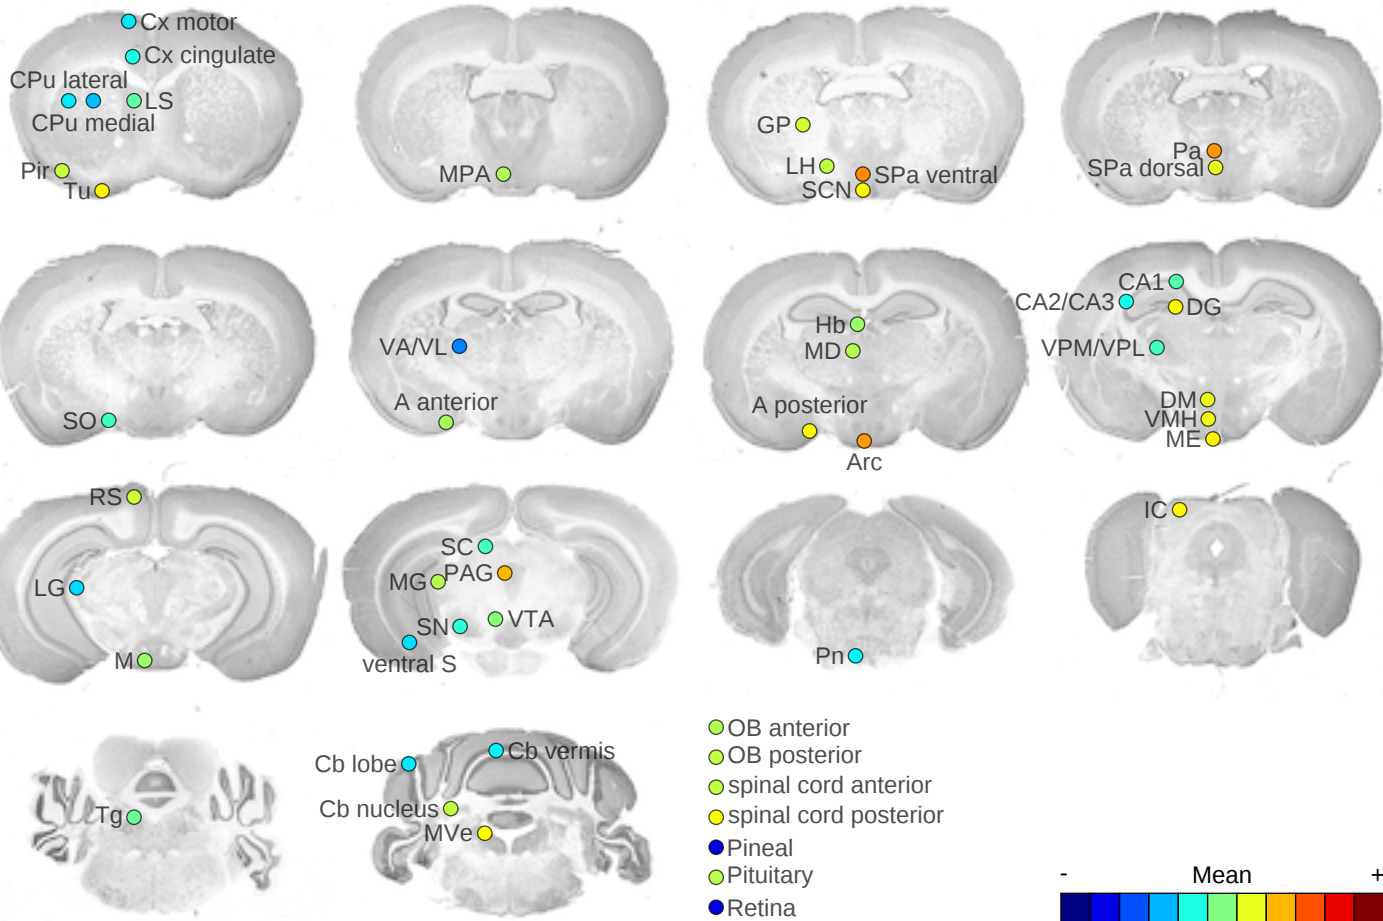 Cx motor
Cx cingulate
CPu lateral
LS
CPu medial
Pir
Tu
MPA
GP
LH
SPa ventral
SCN
Pa
SPa dorsal
SO
VA/VL
A anterior
Hb
MD
A posterior
Arc
CA1
CA2/CA3
DG
VPM/VPL
DM
VMH
ME
RS
LG
M
SC
PAG
MG
VTA
SN
ventral S
Pn
IC
Tg
Cb lobe
Cb vermis
Cb nucleus
MVe
OB anterior
OB posterior
spinal cord anterior
spinal cord posterior
Pineal
Pituitary
Retina
- Mean +